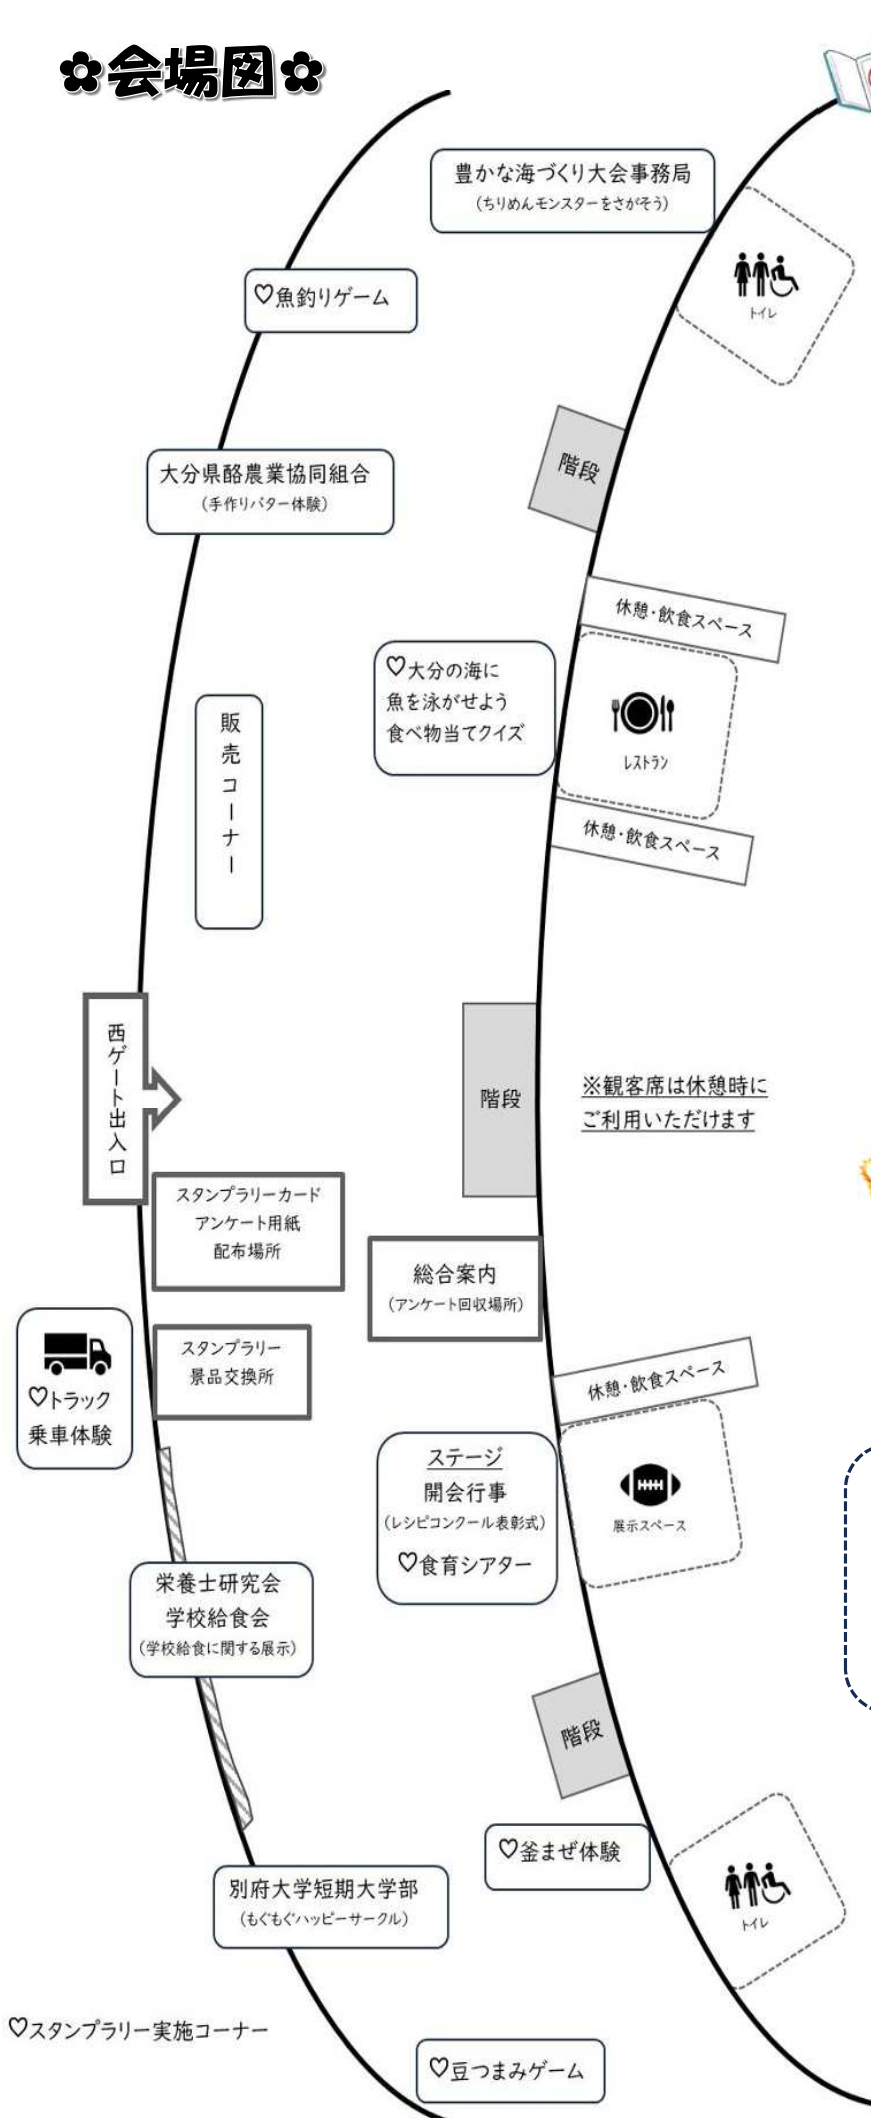 ✿会場図✿
豊かな海づくり大会事務局
(ちりめんモンスターをさがそう)
トイレ
♡魚釣りゲーム
階段
大分県酪農業協同組合
(手作りバター体験)
休憩・飲食スペース
♡大分の海に
魚を泳がせよう
食べ物当てクイズ
レストラン
販売コーナー
休憩・飲食スペース
西ゲート出入口
階段
※観客席は休憩時に
ご利用いただけます
スタンプラリーカード
アンケート用紙
配布場所
総合案内
(アンケート回収場所)
スタンプラリー
景品交換所
♡トラック
乗車体験
休憩・飲食スペース
ステージ
開会行事
(レシピコンクール表彰式)
♡食育シアター
展示スペース
栄養士研究会
学校給食会
(学校給食に関する展示)
階段
♡釜まぜ体験
別府大学短期大学部
(もぐもぐハッピーサークル)
トイレ
♡スタンプラリー実施コーナー
♡豆つまみゲーム